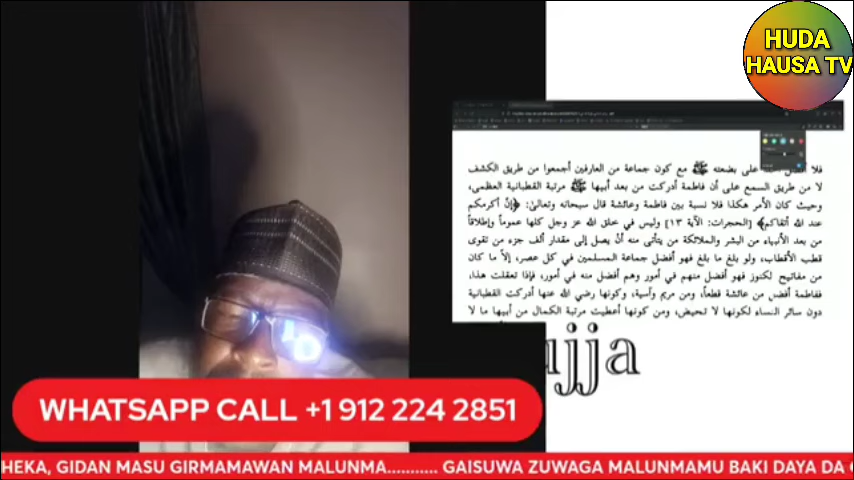 HUDA
HAUSA TV
على بضعته ﷺ مع كون جماعة من العارفين أجمعوا من طريق الكشف
لا من طريق السمع على أن فاطمة أدركت من بعد أبيها ﷺ مرتبة القطبانية العظمى،
وحيث كان الأمر هكذا فلا نسبة بين فاطمة وعائشة قال سبحانه وتعالى: ﴿إنّ أكرمكم
عند الله أتقاكم﴾ [الحجرات: الآية ١٣] وليس في خلق الله عز وجل كلها عموماً وإطلاقاً
من بعد الأنبياء من البشر والملائكة من يتأتى منه أنْ يصل إلى مقدار ألف جزء من تقوى
قطب الأقطاب، ولو بلغ ما بلغ فهو أفضل جماعة المسلمين في كل عصر، إلاّ ما كان
من مفاتيح لكنوز فهو أفضل منهم في أمور وهم أفضل منه في أمور، فإذا تعقلت هذا،
ففاطمة أفضل من عائشة قطعاً، ومن مريم وآسية، وكونها رضي الله عنها أدركت القطبانية
دون سائر النساء لكونها لا تحيض، ومن كونها أعطيت مرتبة الكمال من أبيها ما لا
ujja
WHATSAPP CALL +1 912 224 2851
HEKA, GIDAN MASU GIRMAMAWAN MALUNMA........... GAISUWA ZUWAGA MALUNMAMU BAKI DAYA DA